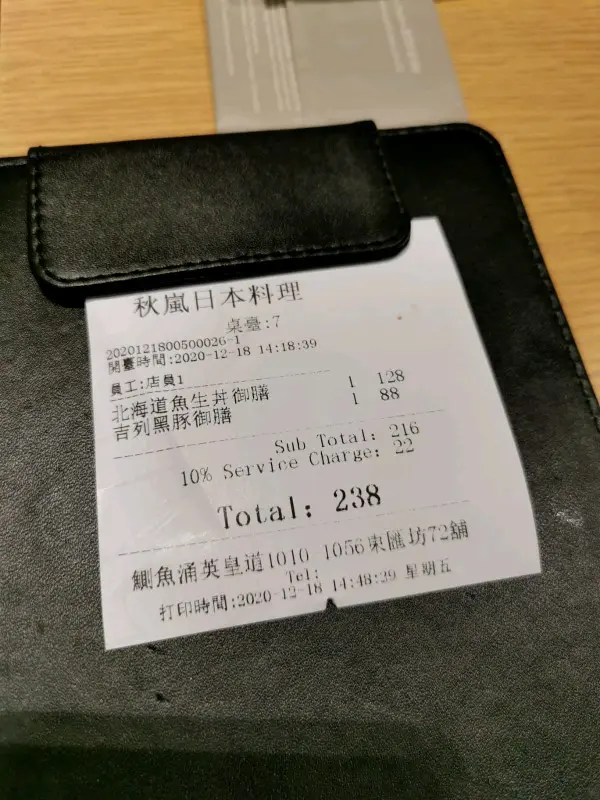 秋嵐日本料理
桌臺:7
2020121800500026-1
開臺時間:2020-12-18 14:18:39
員工:店員1
北海道魚生丼御膳 1 128
吉列黑豚御膳 1 88
Sub Total: 216
10% Service Charge: 22
Total: 238
鰂魚涌英皇道1010 1056東匯坊72舖
Tel:
打印時間:2020-12-18 14:48:29 星期五